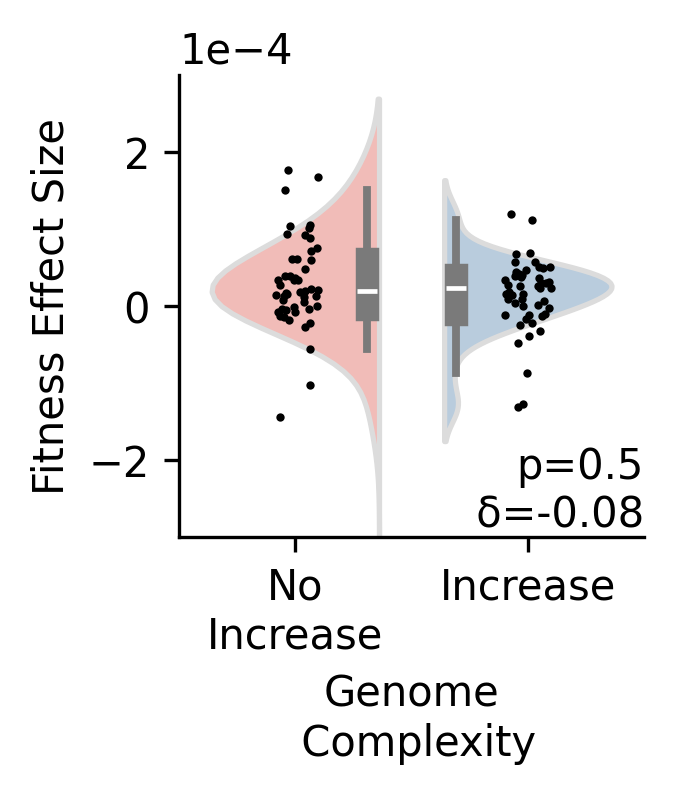 1e−4
Fitness Effect Size
2
0
−2
p=0.5
δ=-0.08
No
Increase
Increase
Genome
Complexity